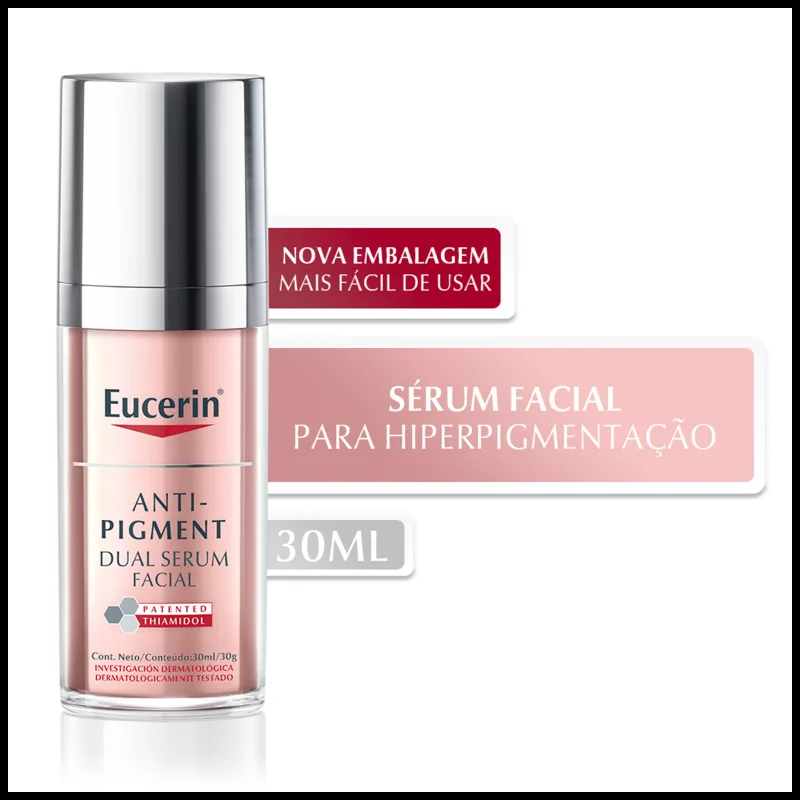 NOVA EMBALAGEM
MAIS FÁCIL DE USAR
SÉRUM FACIAL
PARA HIPERPIGMENTAÇÃO
30ML
Eucerin®
ANTI-
PIGMENT
DUAL SERUM
FACIAL
PATENTED
THIAMIDOL
Cont. Neto/Conteúdo:30ml/30g
INVESTIGACIÓN DERMATOLÓGICA
DERMATOLOGICAMENTE TESTADO